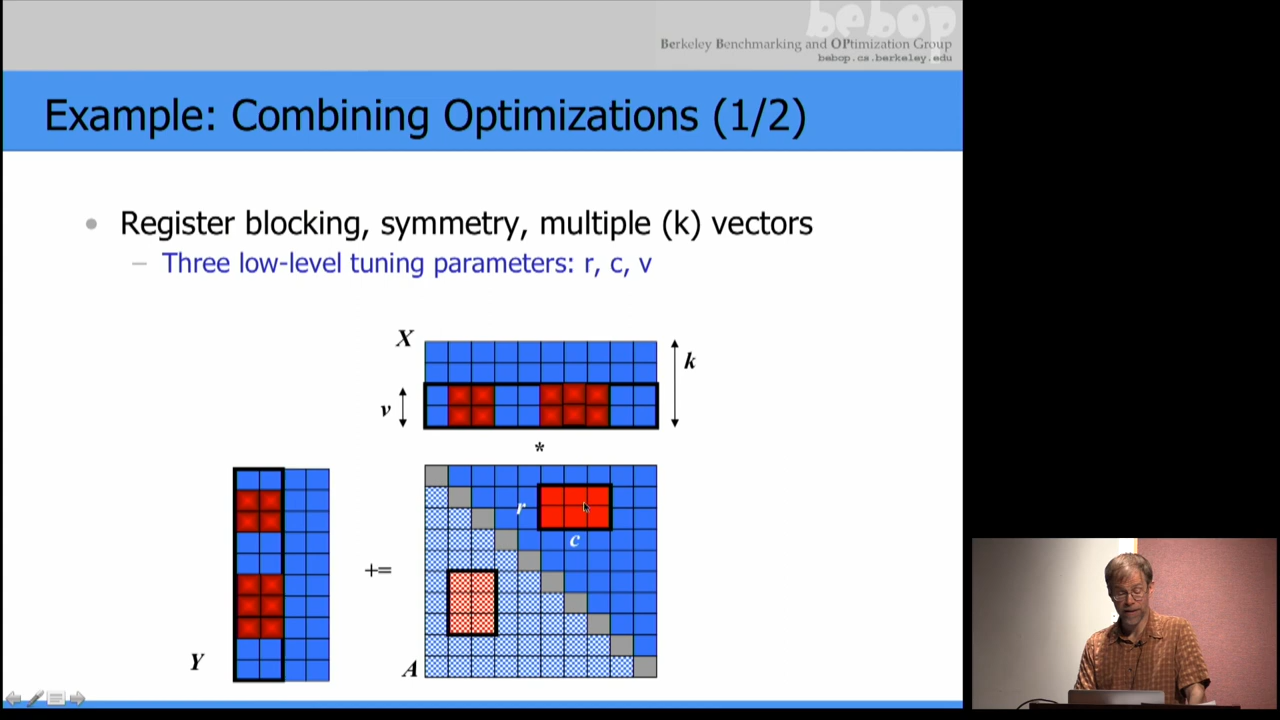 bebop
Berkeley Benchmarking and OPtimization Group
bebop.cs.berkeley.edu
Example: Combining Optimizations (1/2)
• Register blocking, symmetry, multiple (k) vectors
– Three low-level tuning parameters: r, c, v
X
k
v
*
r
c
+=
Y
A